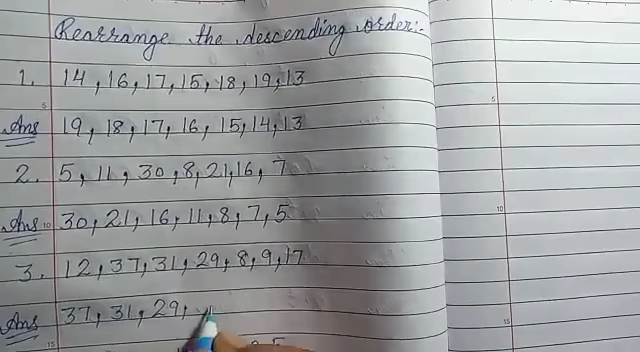 Rearrange the descending order:-
1. 14, 16, 17, 15, 18, 19, 13
Ans 19, 18, 17, 16, 15, 14, 13
2. 5, 11, 30, 8, 21, 16, 7
Ans 30, 21, 16, 11, 8, 7, 5
3. 12, 37, 31, 29, 8, 9, 17
Ans 37, 31, 29,